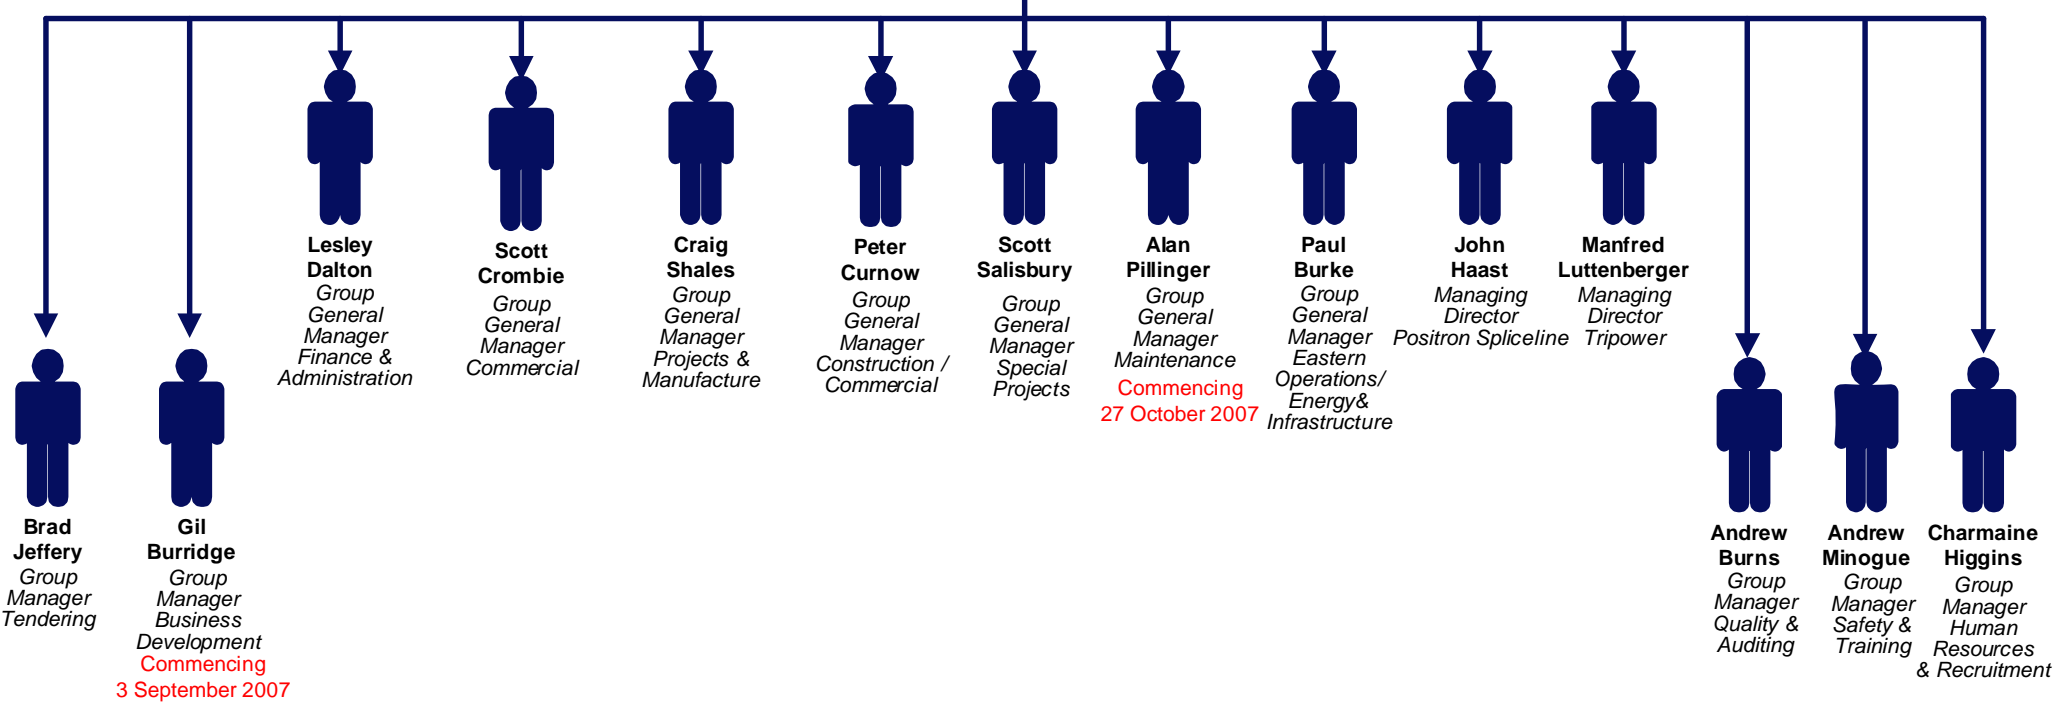 Lesley
Dalton
Group
General
Manager
Finance &
Administration
Scott
Crombie
Group
General
Manager
Commercial
Craig
Shales
Group
General
Manager
Projects &
Manufacture
Peter
Curnow
Group
General
Manager
Construction /
Commercial
Scott
Salisbury
Group
General
Manager
Special
Projects
Alan
Pillinger
Group
General
Manager
Maintenance
Commencing
27 October 2007
Paul
Burke
Group
General
Manager
Eastern
Operations/
Energy&
Infrastructure
John
Haast
Managing
Director
Positron Spliceline
Manfred
Luttenberger
Managing
Director
Tripower
Brad
Jeffery
Group
Manager
Tendering
Gil
Burridge
Group
Manager
Business
Development
Commencing
3 September 2007
Andrew
Burns
Group
Manager
Quality &
Auditing
Andrew
Minogue
Group
Manager
Safety &
Training
Charmaine
Higgins
Group
Manager
Human
Resources
& Recruitment